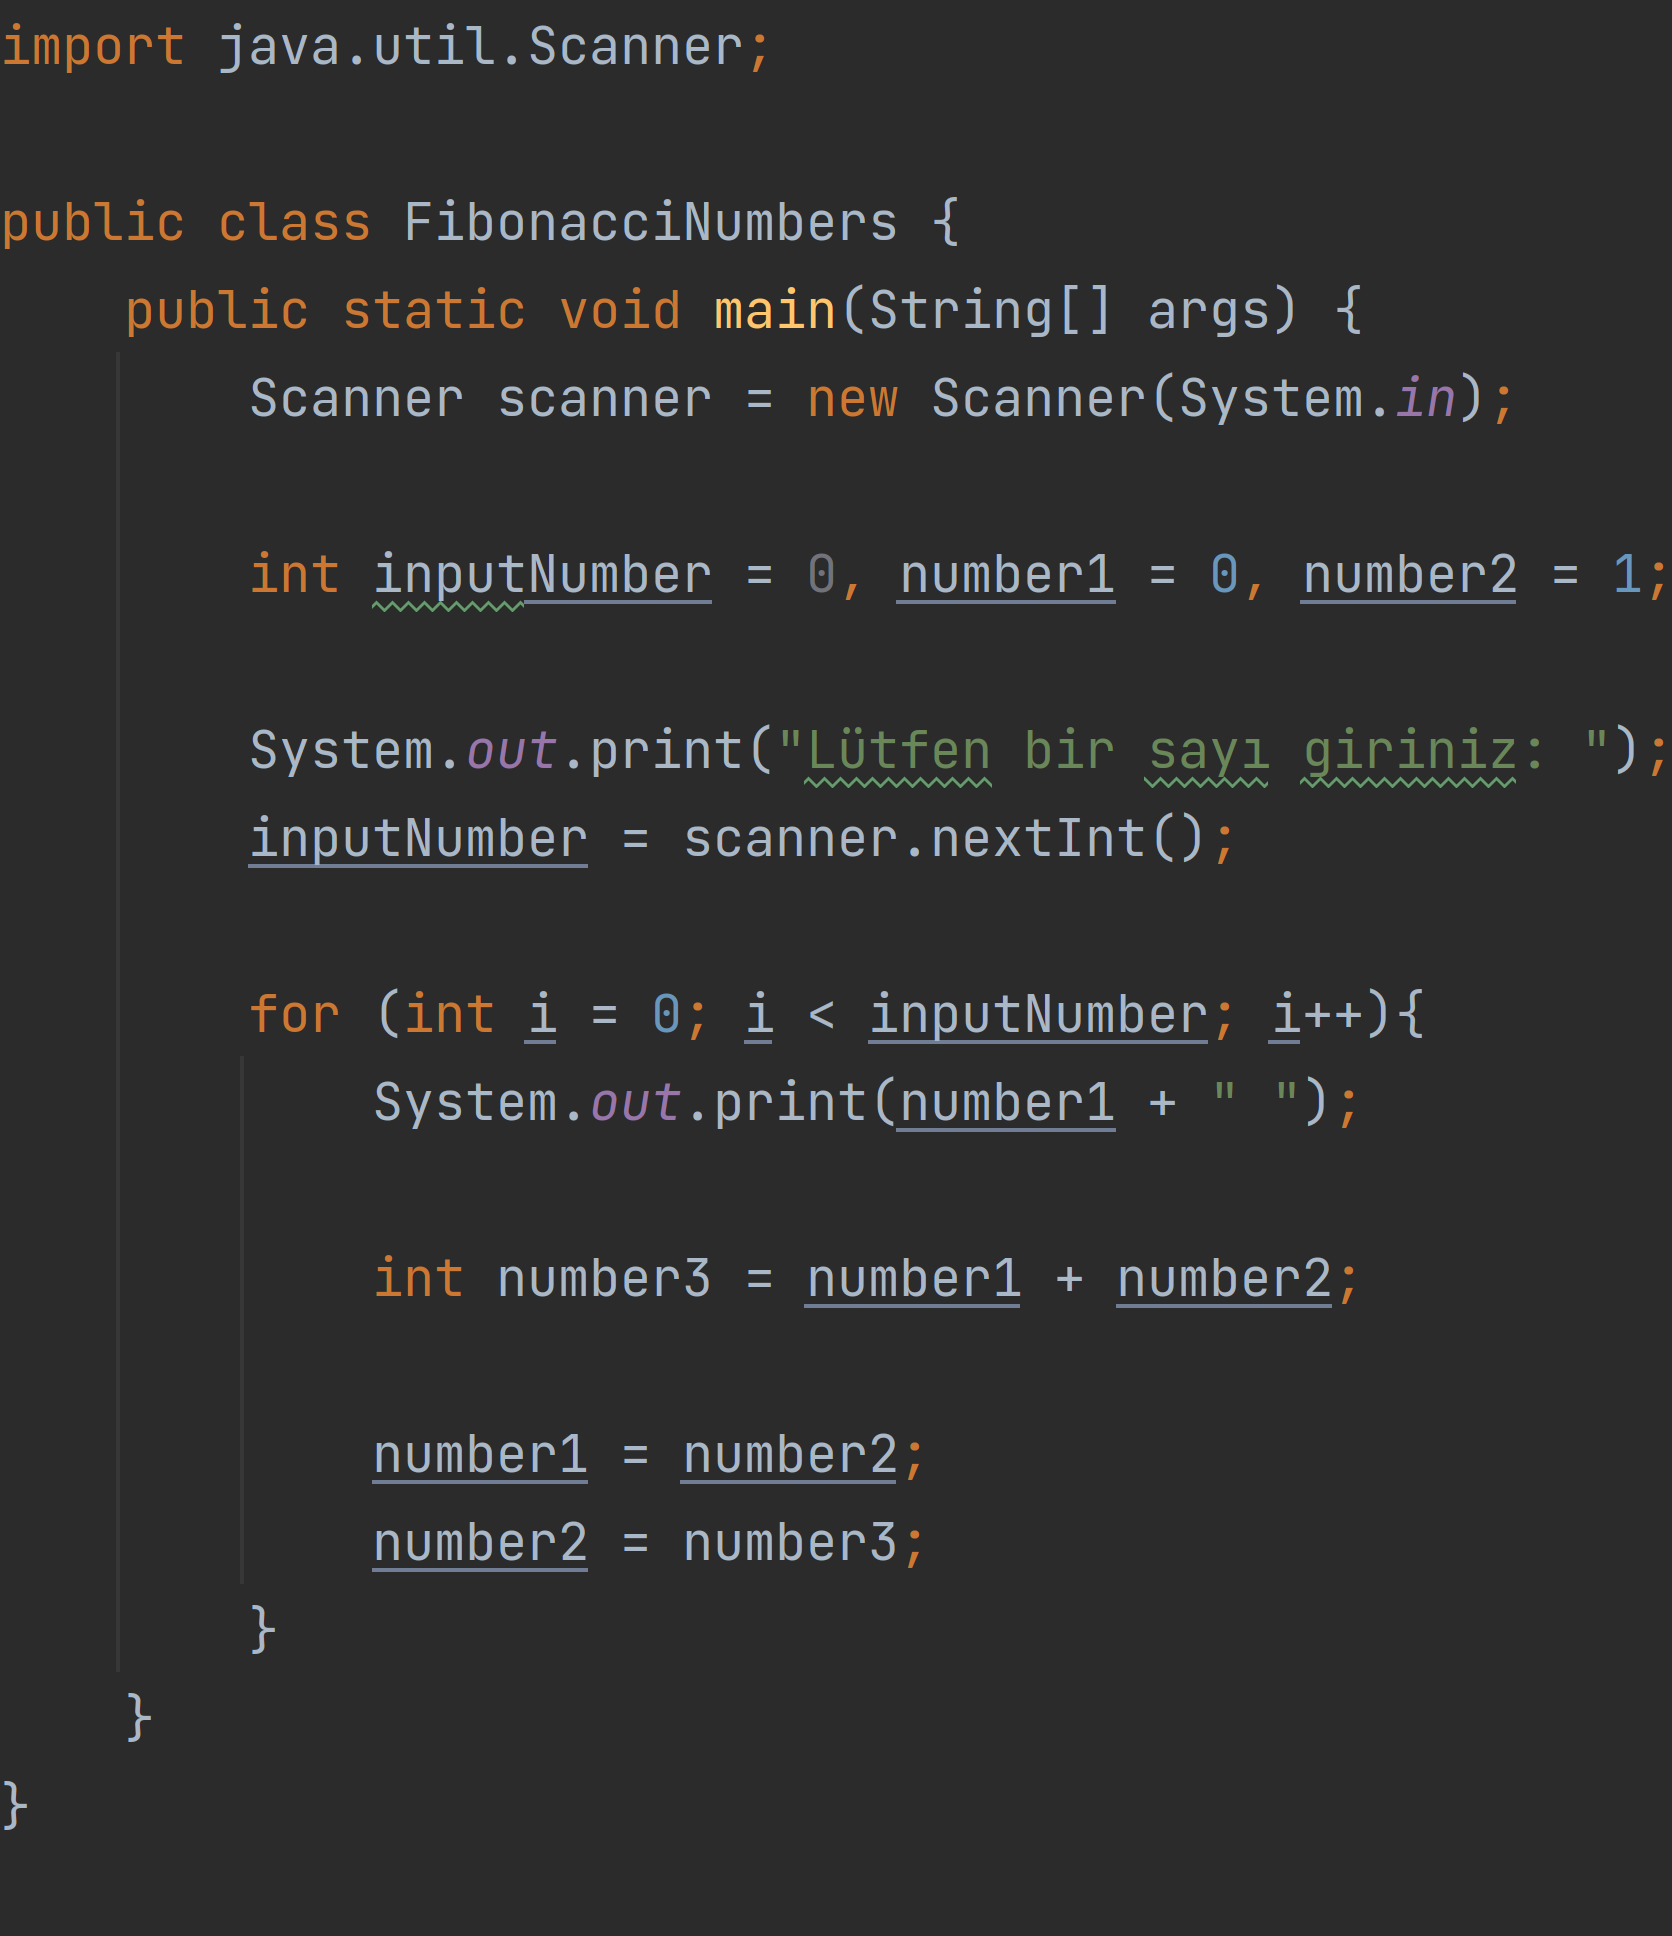 import java.util.Scanner;
public class FibonacciNumbers {
    public static void main(String[] args) {
        Scanner scanner = new Scanner(System.in);
        int inputNumber = 0, number1 = 0, number2 = 1;
        System.out.print("Lütfen bir sayı giriniz: ");
        inputNumber = scanner.nextInt();
        for (int i = 0; i < inputNumber; i++){
            System.out.print(number1 + " ");
            int number3 = number1 + number2;
            number1 = number2;
            number2 = number3;
        }
    }
}